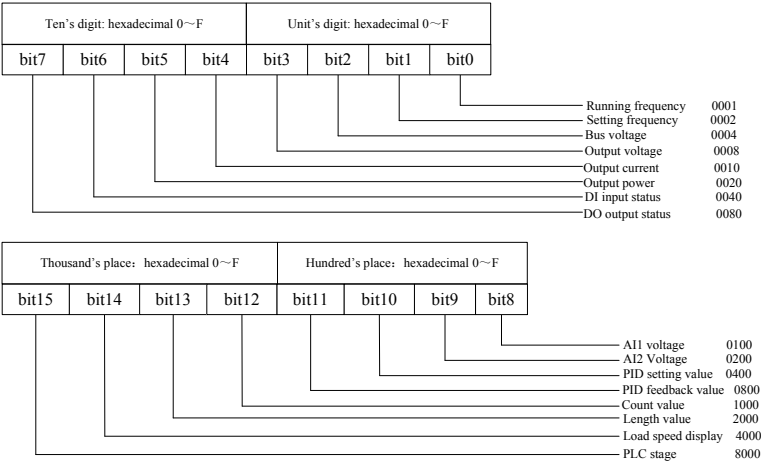 Ten's digit: hexadecimal 0～F Unit's digit: hexadecimal 0～F
bit7 bit6 bit5 bit4 bit3 bit2 bit1 bit0
Running frequency 0001
Setting frequency 0002
Bus voltage 0004
Output voltage 0008
Output current 0010
Output power 0020
DI input status 0040
DO output status 0080
Thousand's place：hexadecimal 0～F Hundred's place：hexadecimal 0～F
bit15 bit14 bit13 bit12 bit11 bit10 bit9 bit8
AI1 voltage 0100
AI2 Voltage 0200
PID setting value 0400
PID feedback value 0800
Count value 1000
Length value 2000
Load speed display 4000
PLC stage 8000